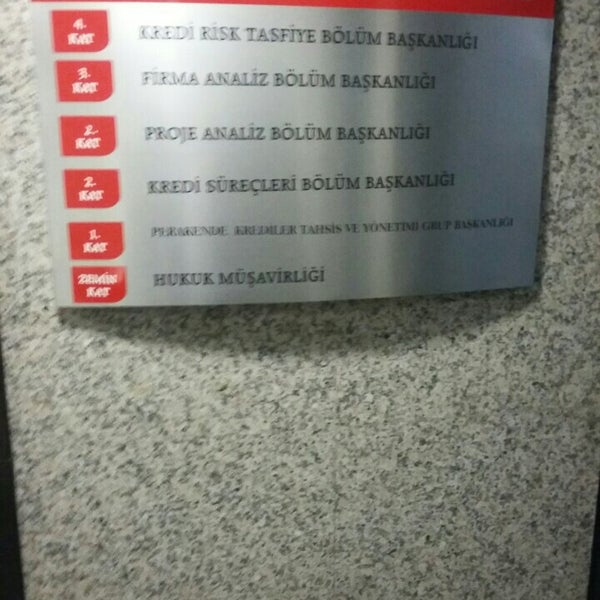 4. Kat KREDİ RİSK TASFİYE BÖLÜM BAŞKANLIĞI
3. Kat FİRMA ANALİZ BÖLÜM BAŞKANLIĞI
2. Kat PROJE ANALİZ BÖLÜM BAŞKANLIĞI
2. Kat KREDİ SÜREÇLERİ BÖLÜM BAŞKANLIĞI
1. Kat PERAKENDE KREDİLER TAHSİS VE YÖNETİMİ GRUP BAŞKANLIĞI
ZEMİN Kat HUKUK MÜŞAVİRLİĞİ